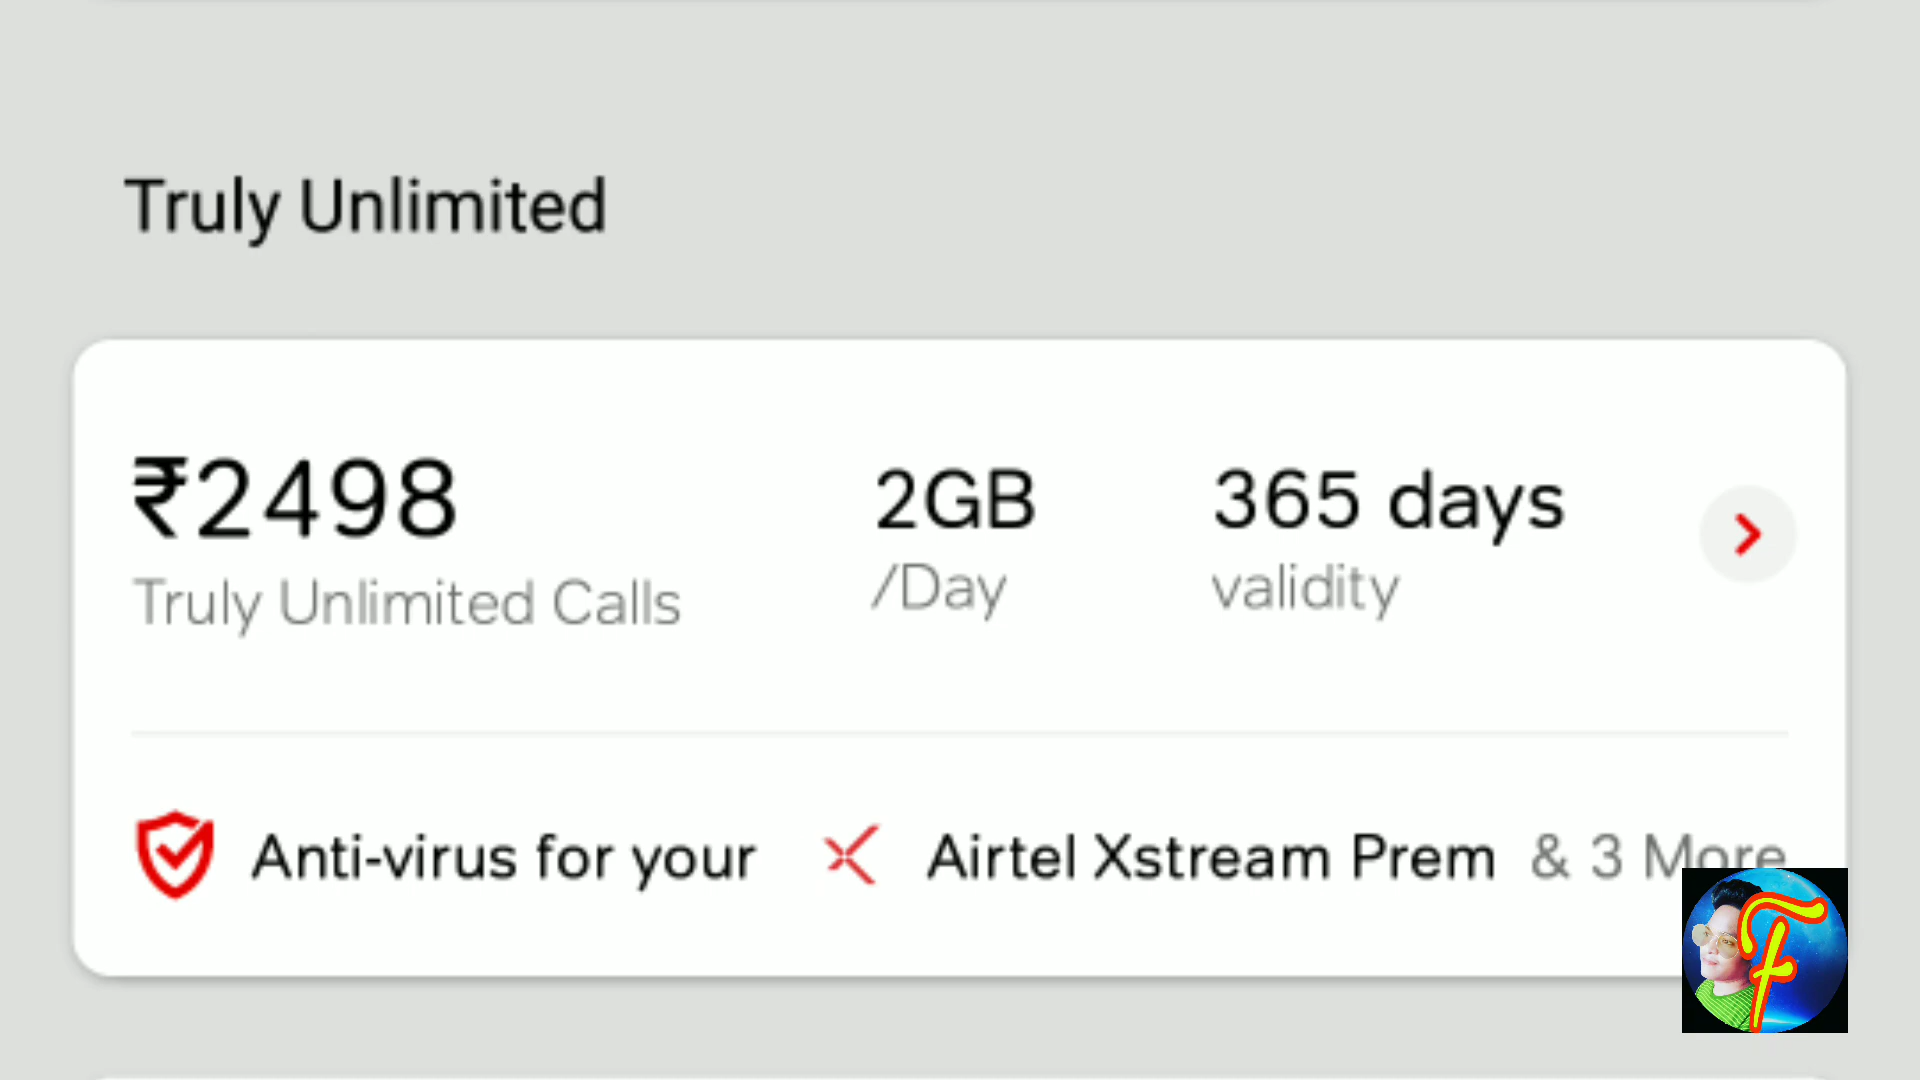 Truly Unlimited
₹2498
Truly Unlimited Calls
2GB
/Day
365 days
validity
Anti-virus for your
Airtel Xstream Prem & 3 More
F